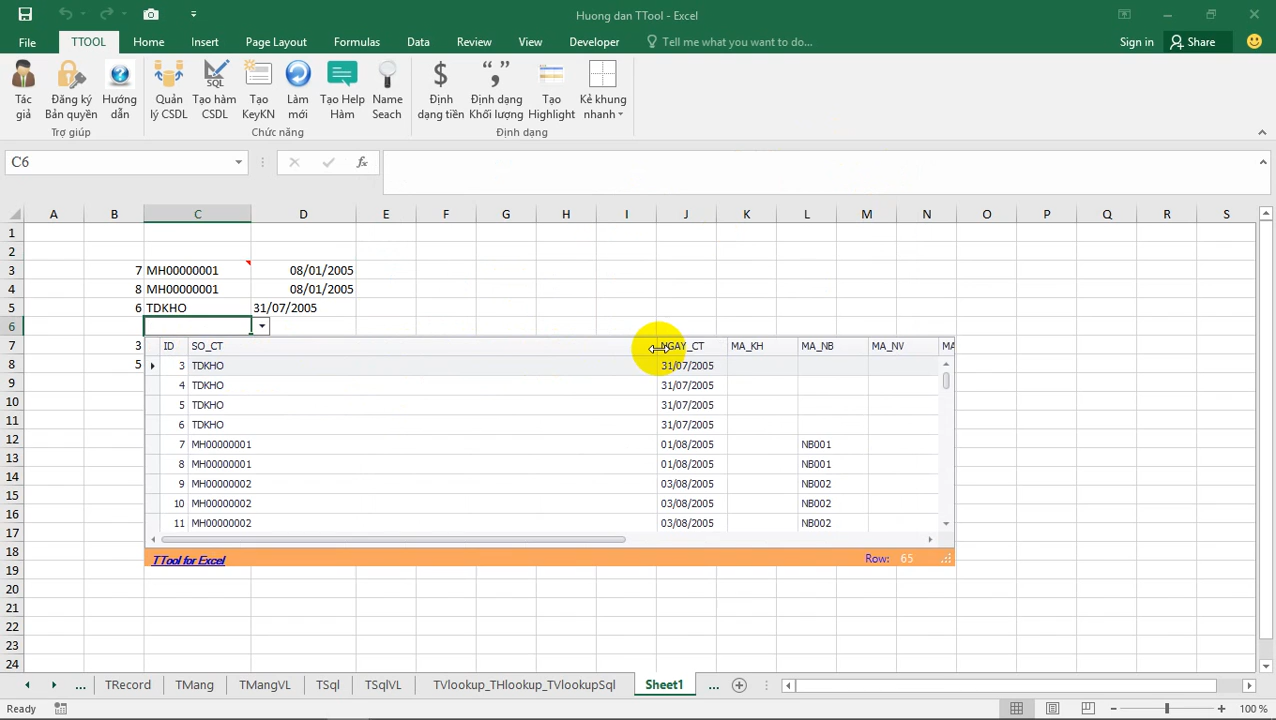 Huong dan TTool - Excel
File TTOOL Home Insert Page Layout Formulas Data Review View Developer Tell me what you want to do... Sign in Share
Tác giả Đăng ký Bản quyền Hướng dẫn Quản lý CSDL Tạo hàm CSDL Tạo KeyKN Làm mới Tạo Help Hàm Name Seach Định dạng tiền Định dạng Khối lượng Tạo Highlight Kẻ khung nhanh
Trợ giúp Chức năng Định dạng
C6 fx
A B C D E F G H I J K L M N O P Q R S
1
2
3 7 MH00000001 08/01/2005
4 8 MH00000001 08/01/2005
5 6 TDKHO 31/07/2005
6
7 3 ID SO_CT NGAY_CT MA_KH MA_NB MA_NV MA
8 5 3 TDKHO 31/07/2005
9 4 TDKHO 31/07/2005
10 5 TDKHO 31/07/2005
11 6 TDKHO 31/07/2005
12 7 MH00000001 01/08/2005 NB001
13 8 MH00000001 01/08/2005 NB001
14 9 MH00000002 03/08/2005 NB002
15 10 MH00000002 03/08/2005 NB002
16 11 MH00000002 03/08/2005 NB002
17
18 TTool for Excel Row: 65
19
20
21
22
23
24
... TRecord TMang TMangVL TSql TSqlVL TVlookup_THlookup_TVlookupSql Sheet1 ...
Ready 100 %